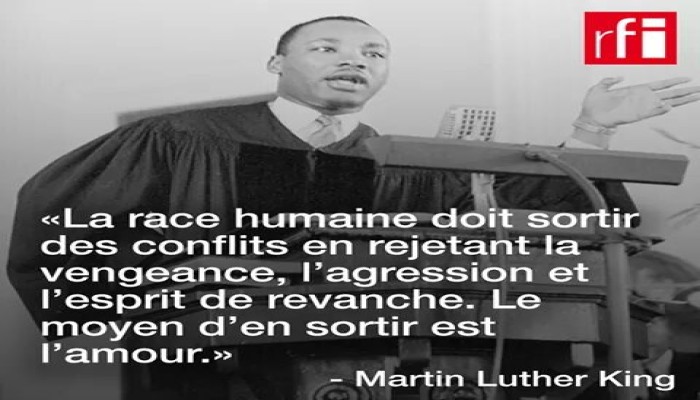 rfi
«La race humaine doit sortir
des conflits en rejetant la
vengeance, l’agression et
l’esprit de revanche. Le
moyen d’en sortir est
l’amour.»
- Martin Luther King